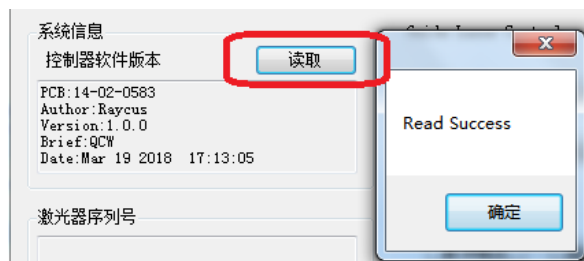 系统信息
控制器软件版本
读取
PCB:14-02-0583
Author:Raycus
Version:1.0.0
Brief:QCW
Date:Mar 19 2018 17:13:05
激光器序列号
Read Success
确定